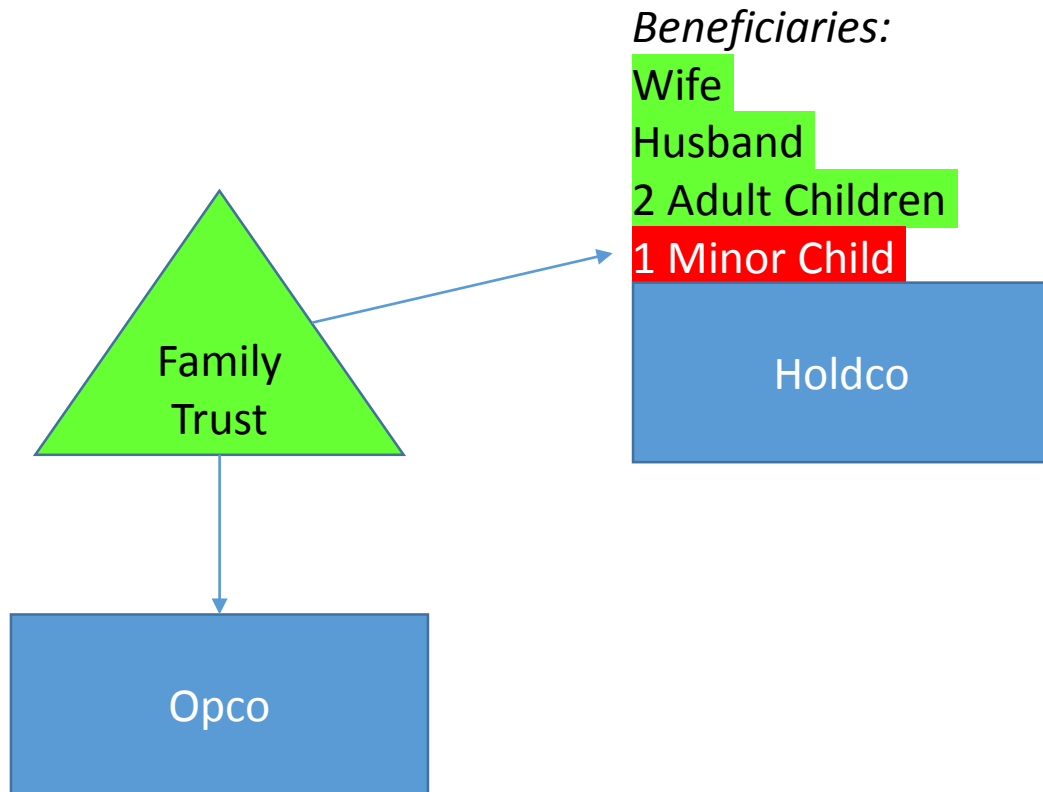 Beneficiaries:
Wife
Husband
2 Adult Children
1 Minor Child
Holdco
Family
Trust
Opco